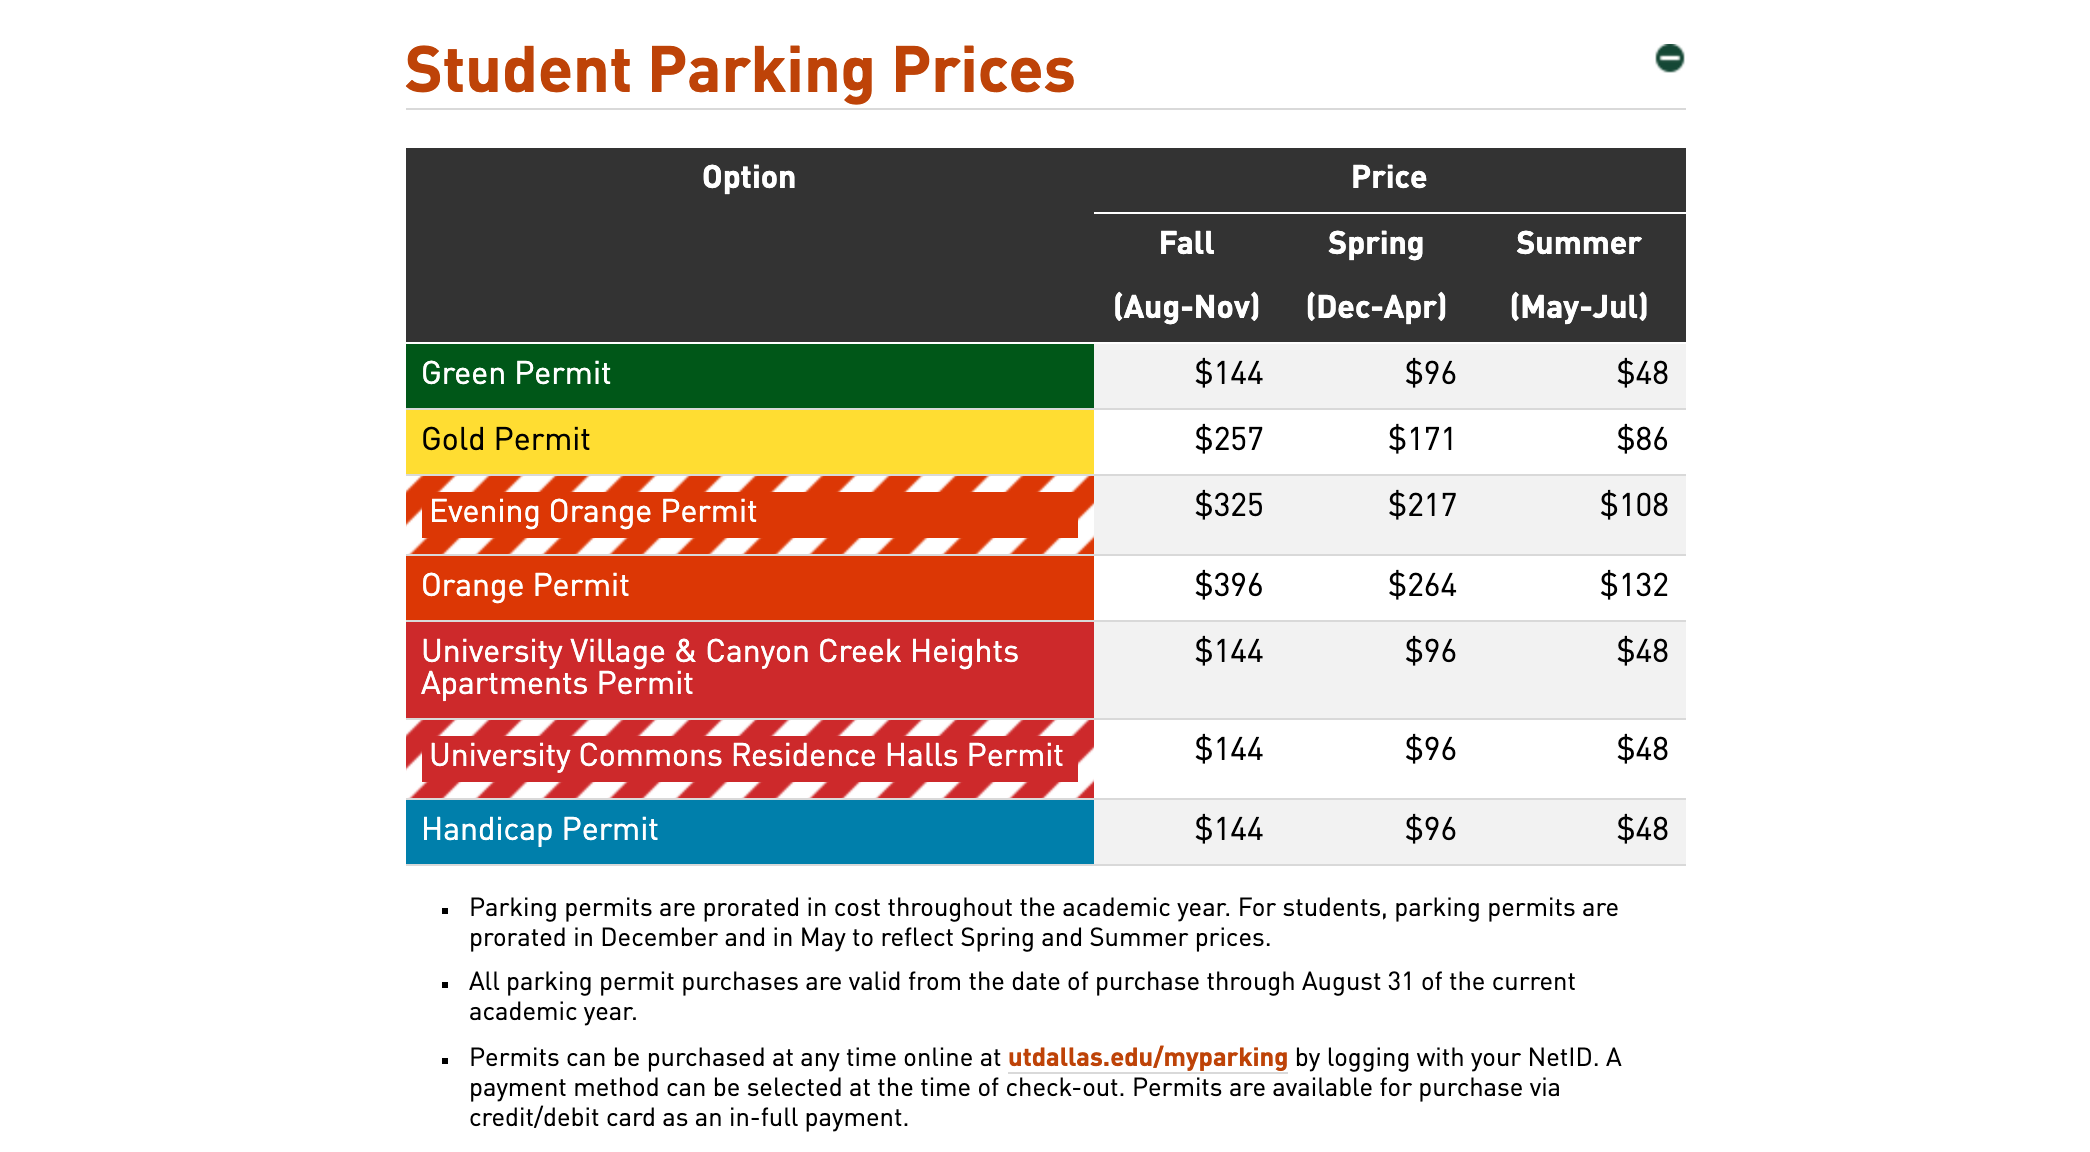 Student Parking Prices
Option
Price
Fall
Spring
Summer
(Aug-Nov)
(Dec-Apr)
(May-Jul)
Green Permit $144 $96 $48
Gold Permit $257 $171 $86
Evening Orange Permit $325 $217 $108
Orange Permit $396 $264 $132
University Village & Canyon Creek Heights $144 $96 $48
Apartments Permit
University Commons Residence Halls Permit $144 $96 $48
Handicap Permit $144 $96 $48
Parking permits are prorated in cost throughout the academic year. For students, parking permits are
prorated in December and in May to reflect Spring and Summer prices.
All parking permit purchases are valid from the date of purchase through August 31 of the current
academic year.
Permits can be purchased at any time online at utdallas.edu/myparking by logging with your NetID. A
payment method can be selected at the time of check-out. Permits are available for purchase via
credit/debit card as an in-full payment.